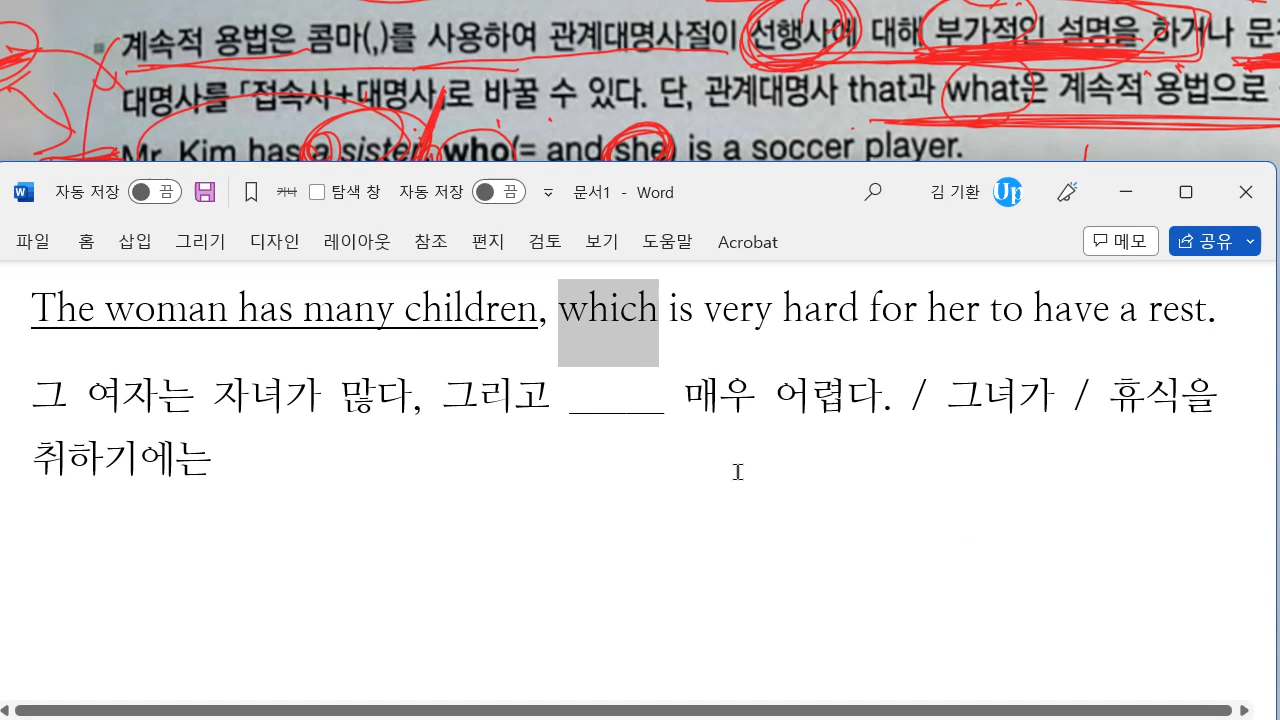 계속적 용법은 콤마(,)를 사용하여 관계대명사절이 선행사에 대해 부가적인 설명을 하거나 문
대명사를 「접속사+대명사」로 바꿀 수 있다. 단, 관계대명사 that과 what은 계속적 용법으로
Mr. Kim has a sister, who(= and she) is a soccer player.
자동 저장 끔 탐색 창 자동 저장 끔 문서1 - Word 김 기환 Up
파일 홈 삽입 그리기 디자인 레이아웃 참조 편지 검토 보기 도움말 Acrobat 메모 공유
The woman has many children, which is very hard for her to have a rest.
그 여자는 자녀가 많다, 그리고 _____ 매우 어렵다. / 그녀가 / 휴식을
취하기에는